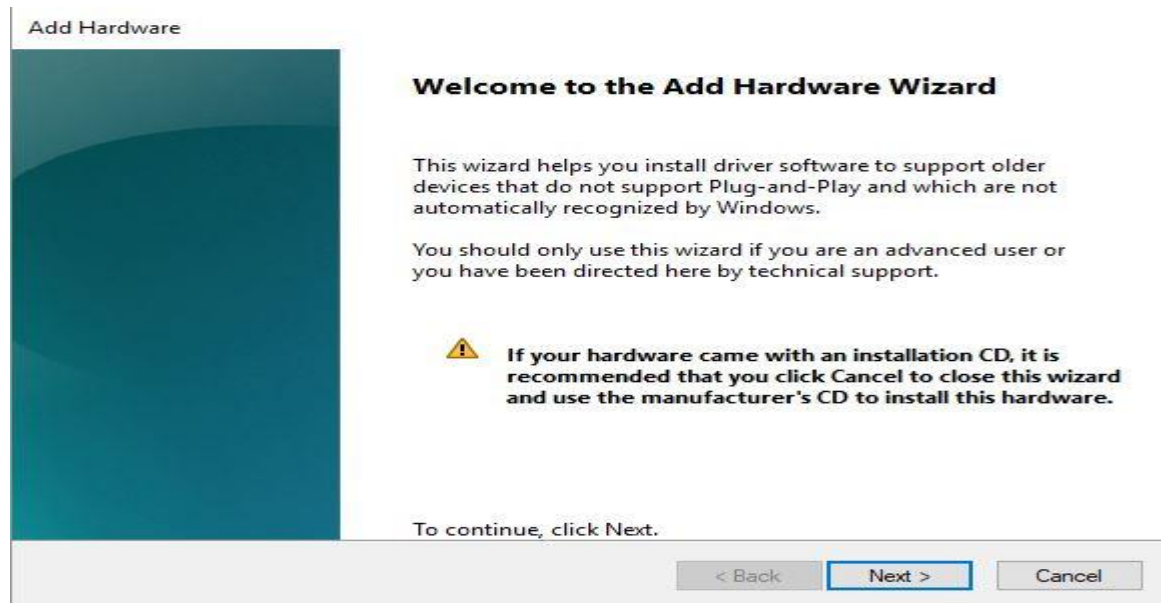 Add Hardware
Welcome to the Add Hardware Wizard
This wizard helps you install driver software to support older
devices that do not support Plug-and-Play and which are not
automatically recognized by Windows.
You should only use this wizard if you are an advanced user or
you have been directed here by technical support.
If your hardware came with an installation CD, it is
recommended that you click Cancel to close this wizard
and use the manufacturer's CD to install this hardware.
To continue, click Next.
< Back Next > Cancel